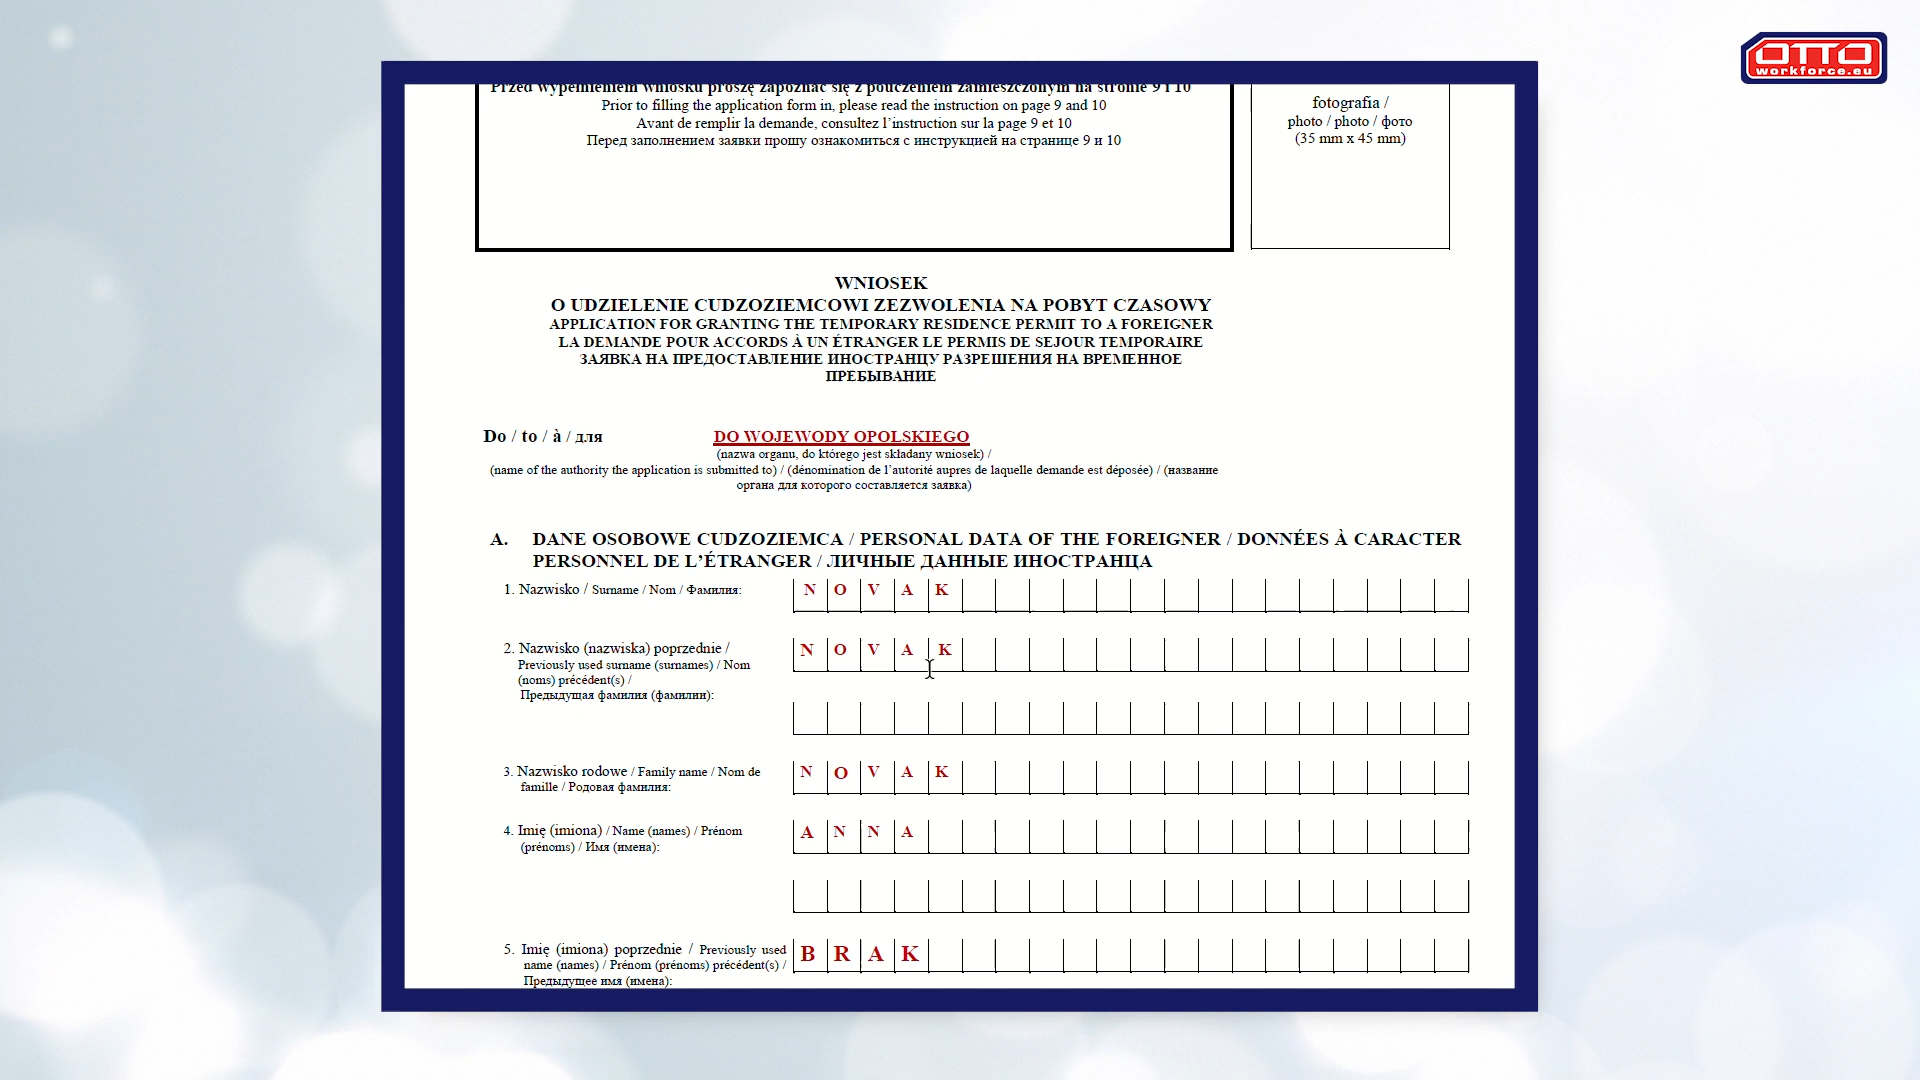 OTTO
workforce.eu
Przed wypełnieniem wniosku proszę zapoznać się z pouczeniem zamieszczonym na stronie 9 i 10
Prior to filling the application form in, please read the instruction on page 9 and 10
Avant de remplir la demande, consultez l'instruction sur la page 9 et 10
Перед заполнением заявки прошу ознакомиться с инструкцией на странице 9 и 10
fotografia /
photo / photo / фото
(35 mm x 45 mm)
WNIOSEK
O UDZIELENIE CUDZOZIEMCOWI ZEZWOLENIA NA POBYT CZASOWY
APPLICATION FOR GRANTING THE TEMPORARY RESIDENCE PERMIT TO A FOREIGNER
LA DEMANDE POUR ACCORDS À UN ÉTRANGER LE PERMIS DE SEJOUR TEMPORAIRE
ЗАЯВКА НА ПРЕДОСТАВЛЕНИЕ ИНОСТРАНЦУ РАЗРЕШЕНИЯ НА ВРЕМЕННОЕ
ПРЕБЫВАНИЕ
Do / to / à / для DO WOJEWODY OPOLSKIEGO
(nazwa organu, do którego jest składany wniosek) /
(name of the authority the application is submitted to) / (dénomination de l'autorité aupres de laquelle demande est déposée) / (название
органа для которого составляется заявка)
A. DANE OSOBOWE CUDZOZIEMCA / PERSONAL DATA OF THE FOREIGNER / DONNÉES À CARACTER
PERSONNEL DE L'ÉTRANGER / ЛИЧНЫЕ ДАННЫЕ ИНОСТРАНЦА
1. Nazwisko / Surname / Nom / Фамилия: N O V A K
2. Nazwisko (nazwiska) poprzednie / N O V A K
Previously used surname (surnames) / Nom
(noms) précédent(s) /
Предыдущая фамилия (фамилии):
3. Nazwisko rodowe / Family name / Nom de N O V A K
famille / Родовая фамилия:
4. Imię (imiona) / Name (names) / Prénom A N N A
(prénoms) / Имя (имена):
5. Imię (imiona) poprzednie / Previously used B R A K
name (names) / Prénom (prénoms) précédent(s) /
Предыдущее имя (имена):